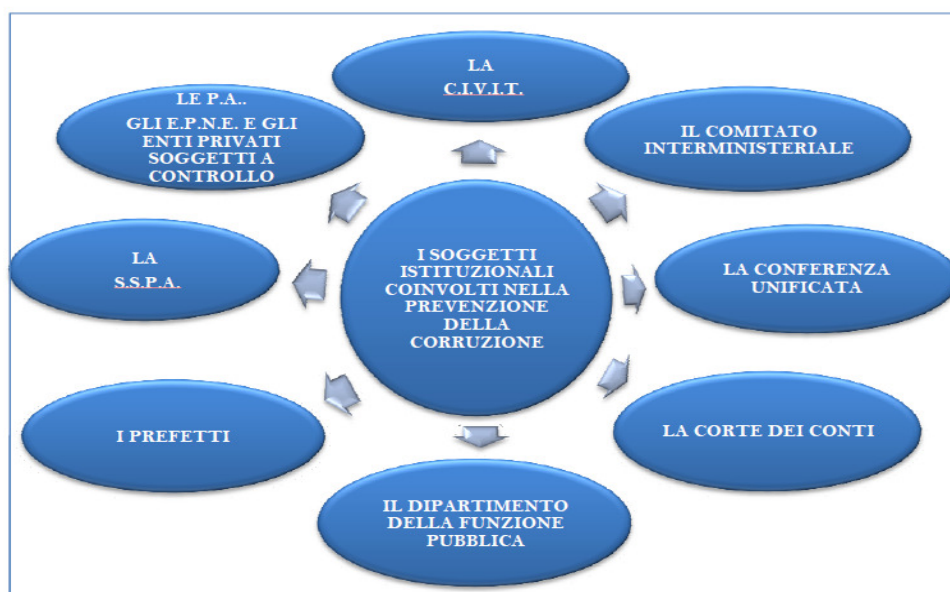 LA
C.I.V.I.T.
IL COMITATO
INTERMINISTERIALE
LA CONFERENZA
UNIFICATA
LA CORTE DEI CONTI
IL DIPARTIMENTO
DELLA FUNZIONE
PUBBLICA
I PREFETTI
LA
S.S.P.A.
LE P.A..
GLI E.P.N.E. E GLI
ENTI PRIVATI
SOGGETTI A
CONTROLLO
I SOGGETTI
ISTITUZIONALI
COINVOLTI NELLA
PREVENZIONE
DELLA
CORRUZIONE